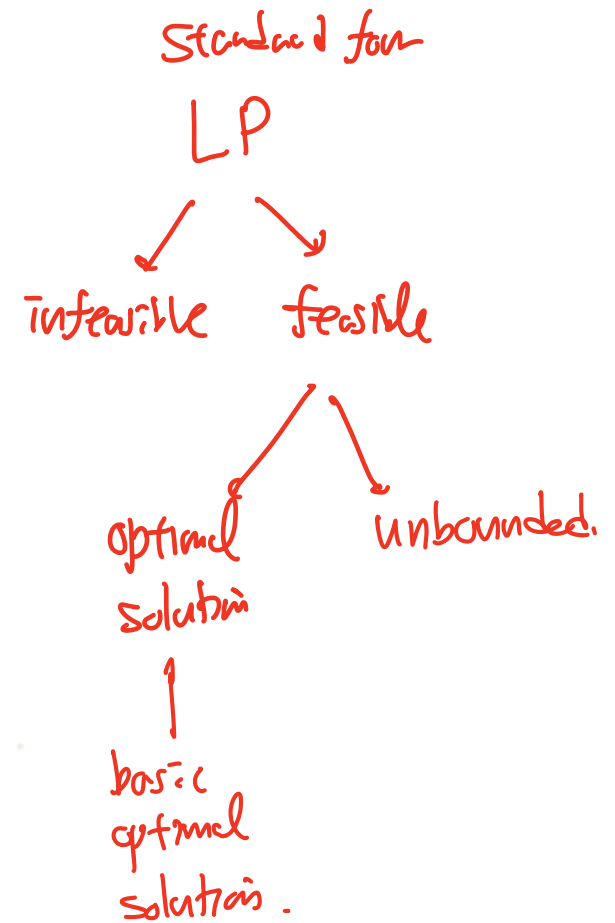 standard form
LP
infeasible feasible
optimal unbounded.
solution
basic
optimal
solution.